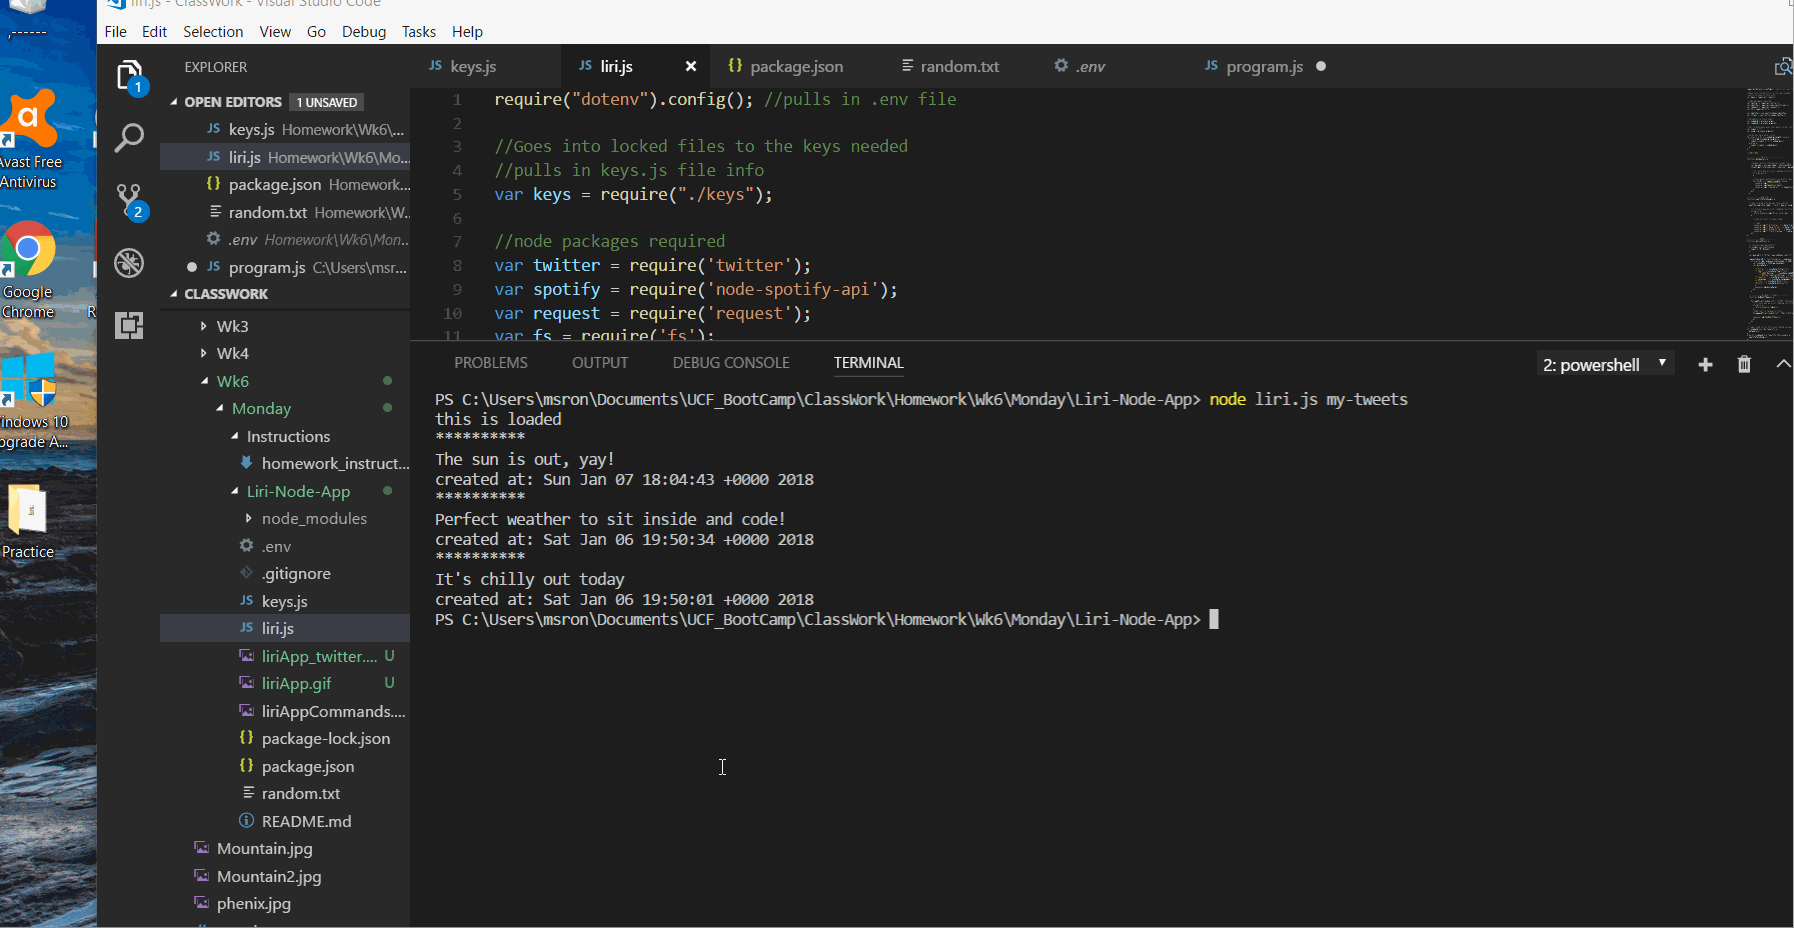 liri.js - ClassWork - Visual Studio Code
File Edit Selection View Go Debug Tasks Help
,------
Avast Free
Antivirus
Google
Chrome
R
indows 10
pgrade A...
Practice
1
2
EXPLORER
OPEN EDITORS 1 UNSAVED
JS keys.js Homework\Wk6\...
JS liri.js Homework\Wk6\Mo...
{} package.json Homework...
random.txt Homework\W...
.env Homework\Wk6\Mon...
JS program.js C:\Users\msr...
CLASSWORK
Wk3
Wk4
Wk6
Monday
Instructions
homework_instruct...
Liri-Node-App
node_modules
.env
.gitignore
JS keys.js
JS liri.js
liriApp_twitter.... U
liriApp.gif U
liriAppCommands....
{} package-lock.json
{} package.json
random.txt
README.md
Mountain.jpg
Mountain2.jpg
phenix.jpg
JS keys.js JS liri.js {} package.json random.txt .env JS program.js
1 require("dotenv").config(); //pulls in .env file
2
3 //Goes into locked files to the keys needed
4 //pulls in keys.js file info
5 var keys = require("./keys");
6
7 //node packages required
8 var twitter = require('twitter');
9 var spotify = require('node-spotify-api');
10 var request = require('request');
11 var fs = require('fs');
PROBLEMS OUTPUT DEBUG CONSOLE TERMINAL 2: powershell
PS C:\Users\msron\Documents\UCF_BootCamp\ClassWork\Homework\Wk6\Monday\Liri-Node-App> node liri.js my-tweets
this is loaded
**********
The sun is out, yay!
created at: Sun Jan 07 18:04:43 +0000 2018
**********
Perfect weather to sit inside and code!
created at: Sat Jan 06 19:50:34 +0000 2018
**********
It's chilly out today
created at: Sat Jan 06 19:50:01 +0000 2018
PS C:\Users\msron\Documents\UCF_BootCamp\ClassWork\Homework\Wk6\Monday\Liri-Node-App>